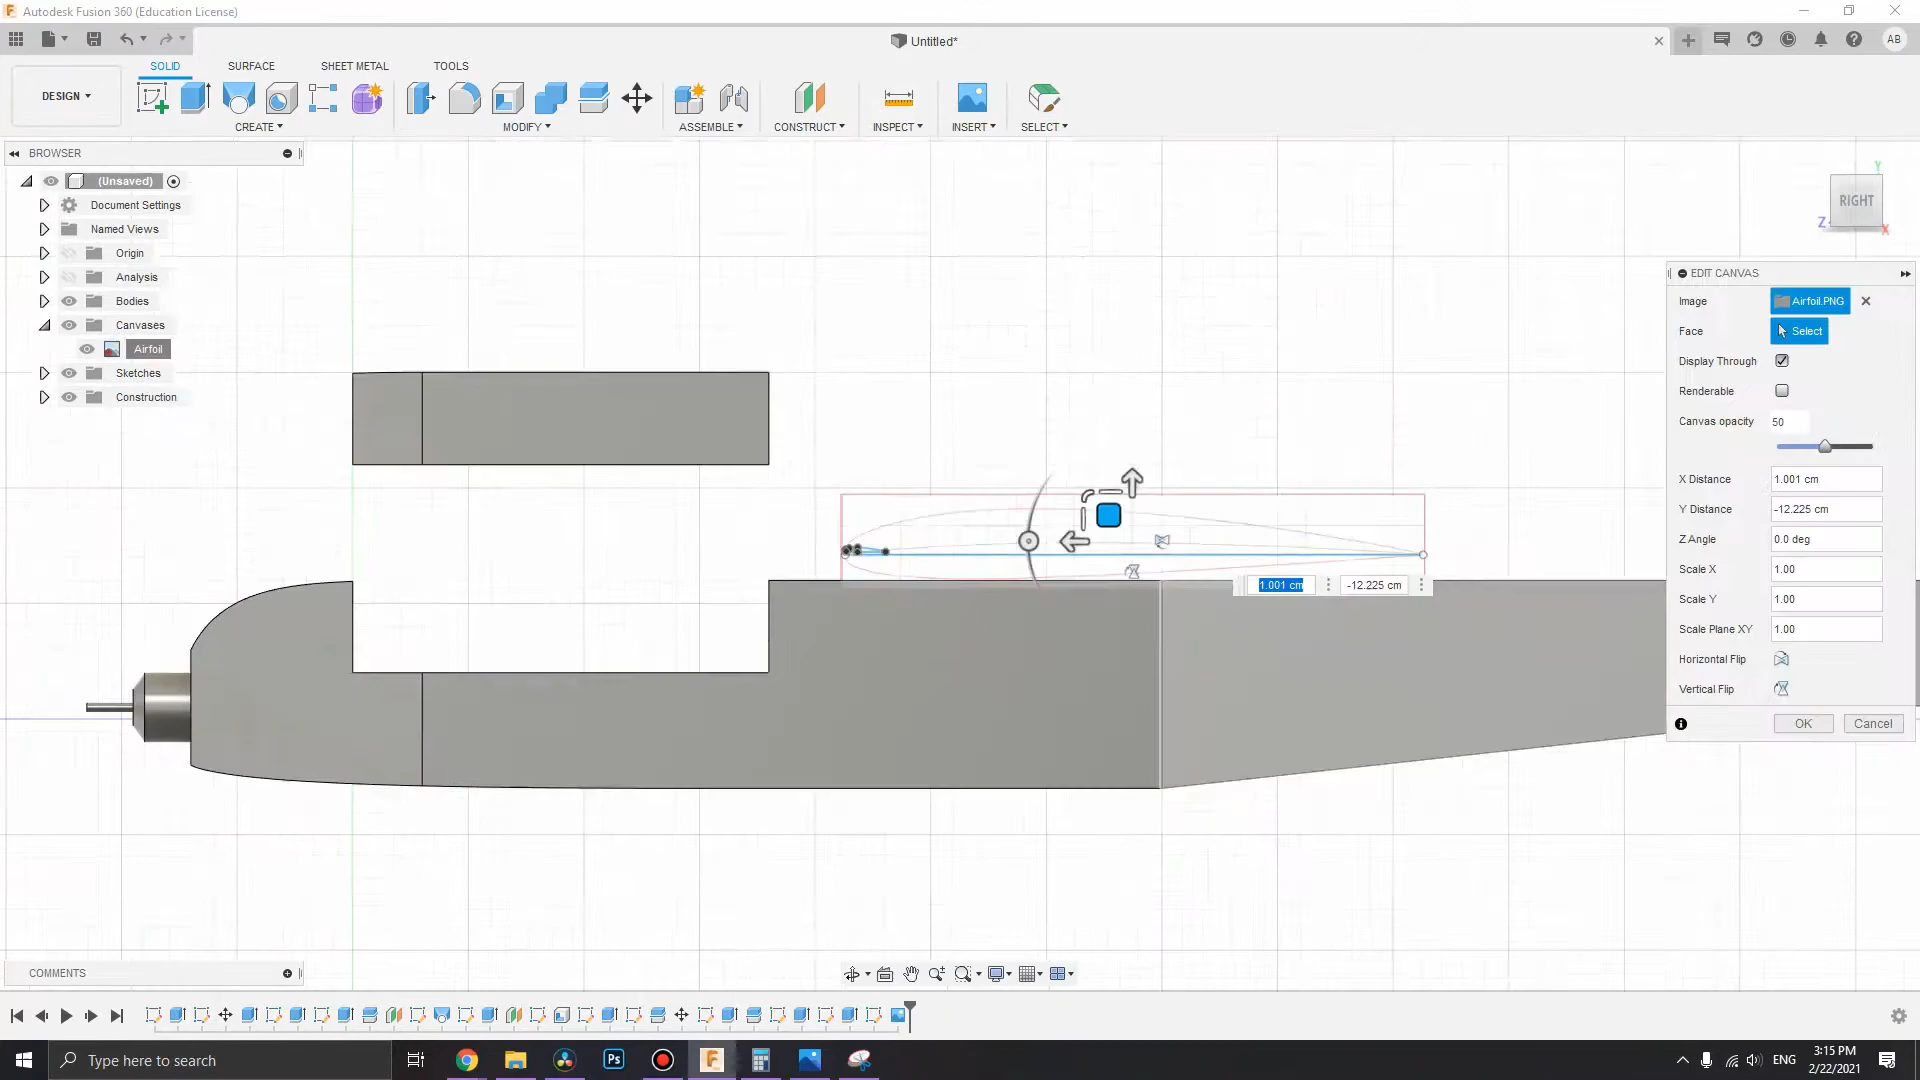 Autodesk Fusion 360 (Education License)
Untitled*
AB
SOLID SURFACE SHEET METAL TOOLS
DESIGN
CREATE MODIFY ASSEMBLE CONSTRUCT INSPECT INSERT SELECT
BROWSER
(Unsaved)
Document Settings
Named Views
Origin
Analysis
Bodies
Canvases
Airfoil
Sketches
Construction
Y
RIGHT
Z
X
EDIT CANVAS
Image Airfoil.PNG
Face Select
Display Through
Renderable
Canvas opacity 50
X Distance 1.001 cm
Y Distance -12.225 cm
Z Angle 0.0 deg
Scale X 1.00
Scale Y 1.00
Scale Plane XY 1.00
Horizontal Flip
Vertical Flip
OK Cancel
1.001 cm -12.225 cm
COMMENTS
Type here to search
Ps
ENG
3:15 PM
2/22/2021